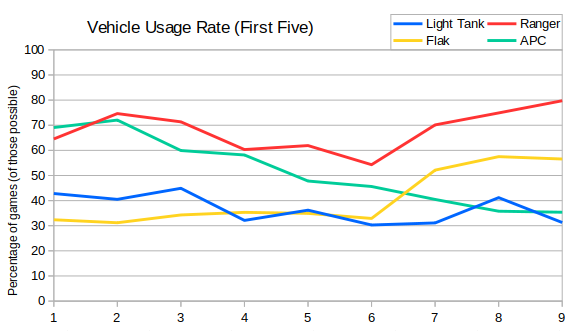 Vehicle Usage Rate (First Five)
Light Tank Ranger
Flak APC
Percentage of games (of those possible)
100
90
80
70
60
50
40
30
20
10
0
1 2 3 4 5 6 7 8 9